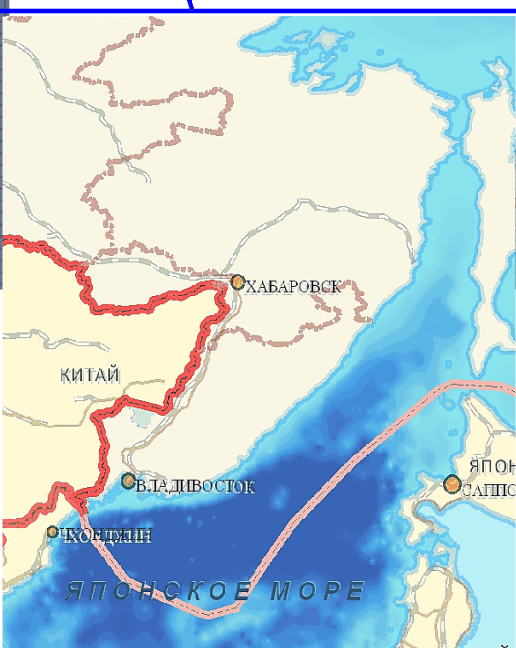 ХАБАРОВСК
КИТАЙ
ЯПОН
ВЛАДИВОСТОК
САППО
ЧХОНДЖИН
ЯПОНСКОЕ МОРЕ